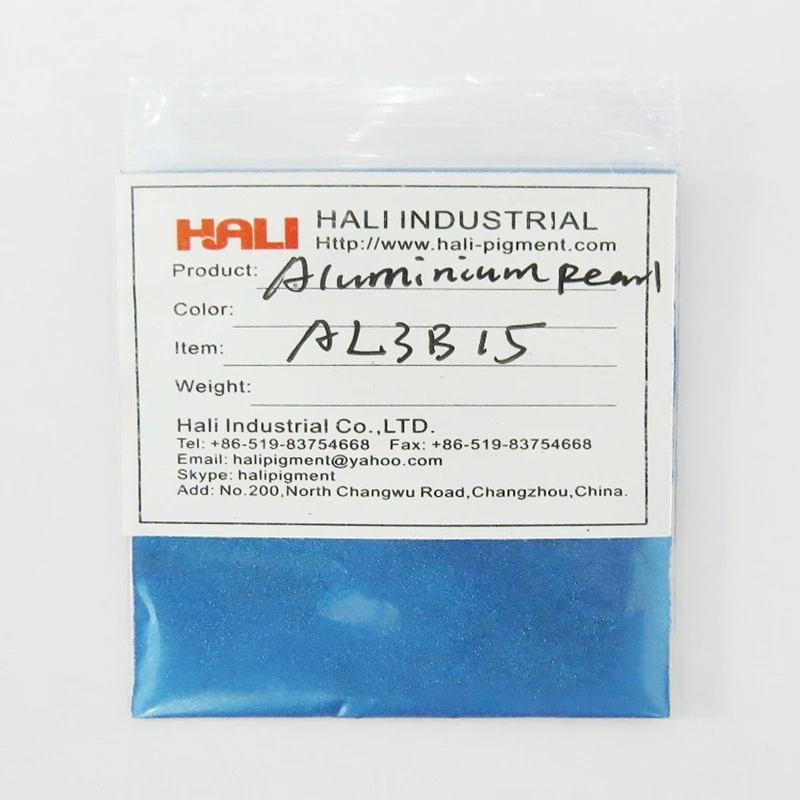 HALI HALI INDUSTRIAL
Http://www.hali-pigment.com
Product: Aluminium pearl
Color:
Item: AL3B15
Weight:
Hali Industrial Co.,LTD.
Tel: +86-519-83754668 Fax: +86-519-83754668
Email: halipigment@yahoo.com
Skype: halipigment
Add: No.200,North Changwu Road,Changzhou,China.